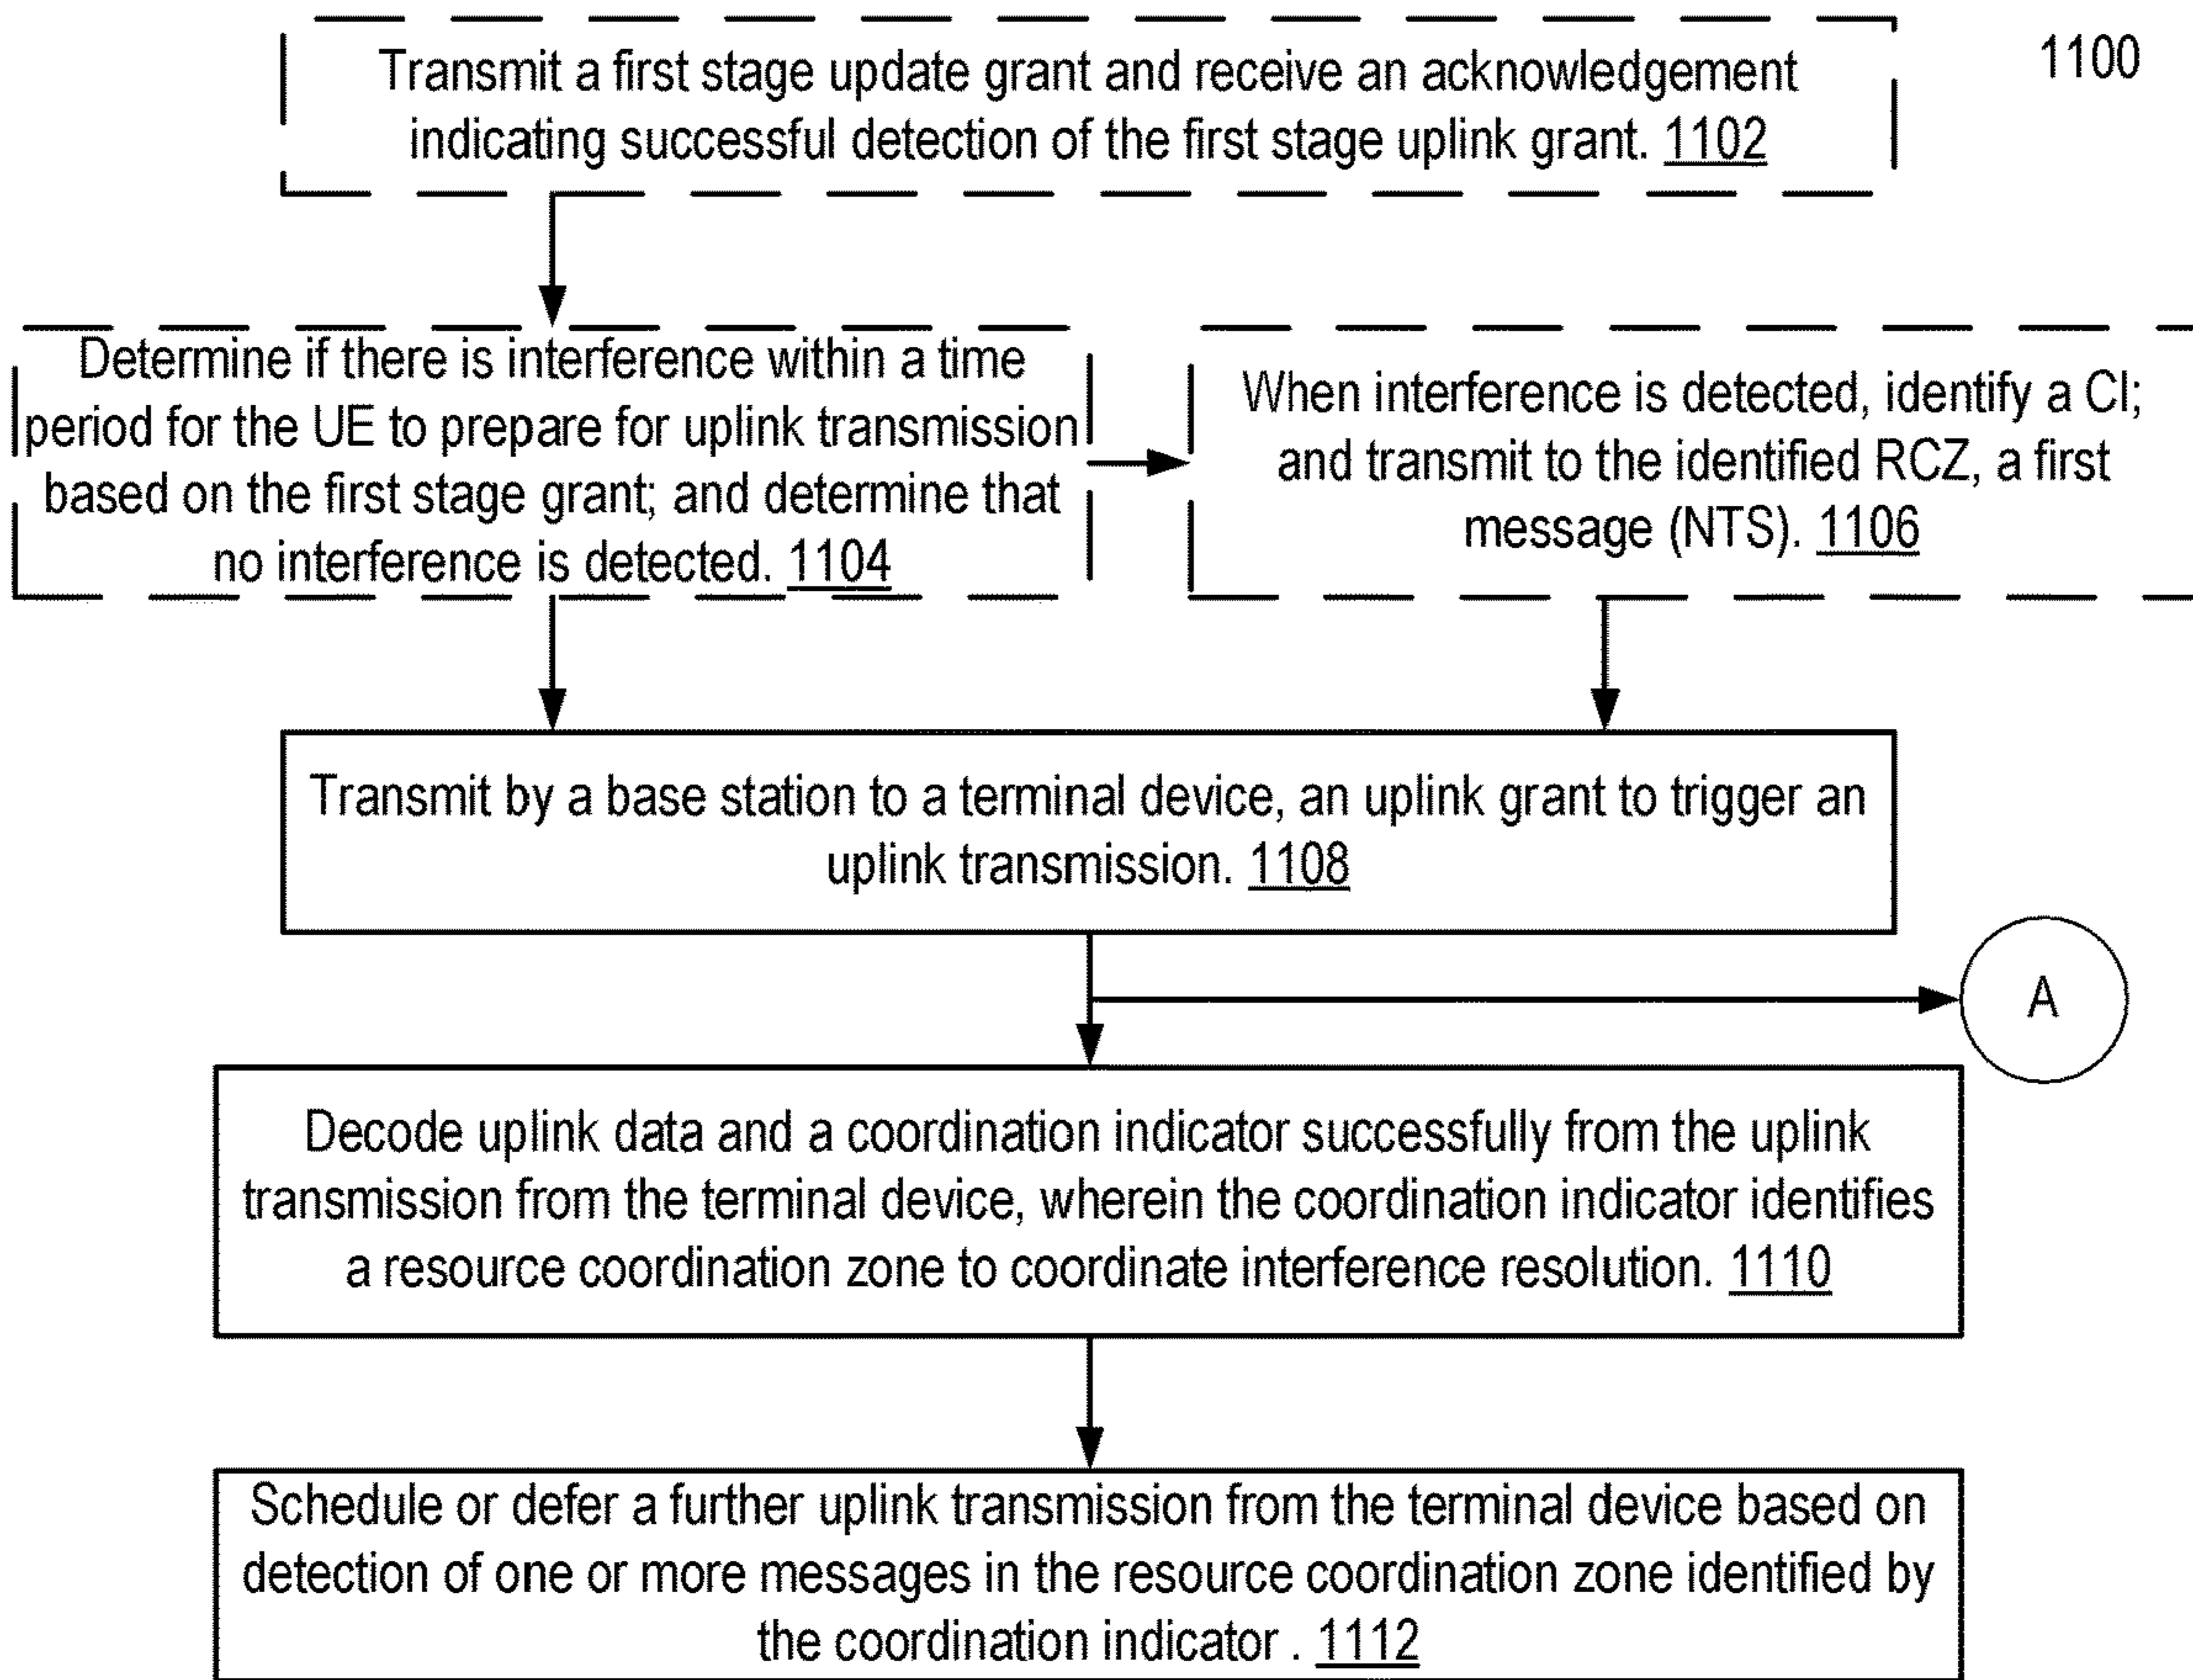 1100
Transmit a first stage update grant and receive an acknowledgement
indicating successful detection of the first stage uplink grant. 1102
Determine if there is interference within a time
period for the UE to prepare for uplink transmission
based on the first stage grant; and determine that
no interference is detected. 1104
When interference is detected, identify a CI;
and transmit to the identified RCZ, a first
message (NTS). 1106
Transmit by a base station to a terminal device, an uplink grant to trigger an
uplink transmission. 1108
A
Decode uplink data and a coordination indicator successfully from the uplink
transmission from the terminal device, wherein the coordination indicator identifies
a resource coordination zone to coordinate interference resolution. 1110
Schedule or defer a further uplink transmission from the terminal device based on
detection of one or more messages in the resource coordination zone identified by
the coordination indicator . 1112